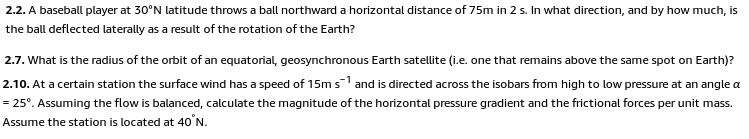 2.2. A baseball player at 30°N latitude throws a ball northward a horizontal distance of 75m in 2 s. In what direction, and by how much, is
the ball deflected laterally as a result of the rotation of the Earth?
2.7. What is the radius of the orbit of an equatorial, geosynchronous Earth satellite (i.e. one that remains above the same spot on Earth)?
2.10. At a certain station the surface wind has a speed of 15m s⁻¹ and is directed across the isobars from high to low pressure at an angle α
= 25°. Assuming the flow is balanced, calculate the magnitude of the horizontal pressure gradient and the frictional forces per unit mass.
Assume the station is located at 40°N.